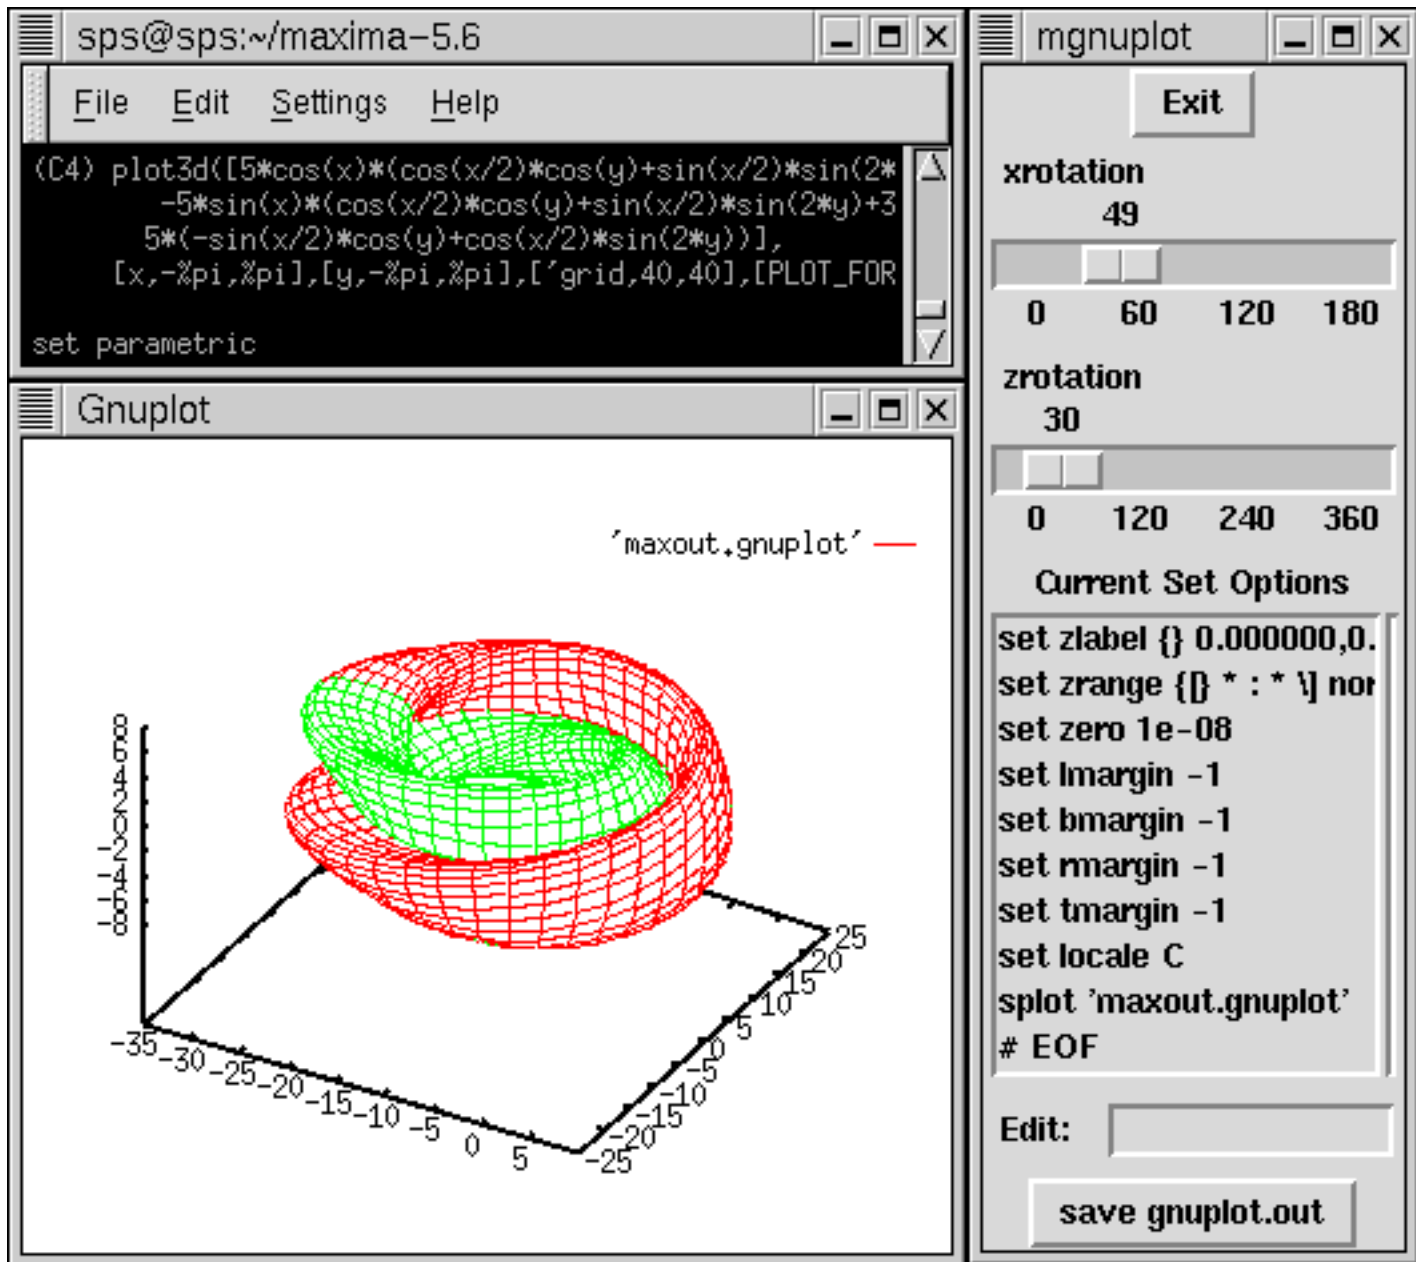 sps@sps:~/maxima-5.6
File Edit Settings Help
(C4) plot3d([5*cos(x)*(cos(x/2)*cos(y)+sin(x/2)*sin(2*
-5*sin(x)*(cos(x/2)*cos(y)+sin(x/2)*sin(2*y)+3
5*(-sin(x/2)*cos(y)+cos(x/2)*sin(2*y))],
[x,-%pi,%pi],[y,-%pi,%pi],['grid,40,40],[PLOT_FOR
set parametric
Gnuplot
'maxout.gnuplot'
8
6
4
2
0
-2
-4
-6
-8
-35
-30
-25
-20
-15
-10
-5
0
5
-25
-20
-15
-10
-5
0
5
10
15
20
25
mgnuplot
Exit
xrotation
49
0 60 120 180
zrotation
30
0 120 240 360
Current Set Options
set zlabel {} 0.000000,0.
set zrange {[} * : * \] nor
set zero 1e-08
set lmargin -1
set bmargin -1
set rmargin -1
set tmargin -1
set locale C
splot 'maxout.gnuplot'
# EOF
Edit:
save gnuplot.out